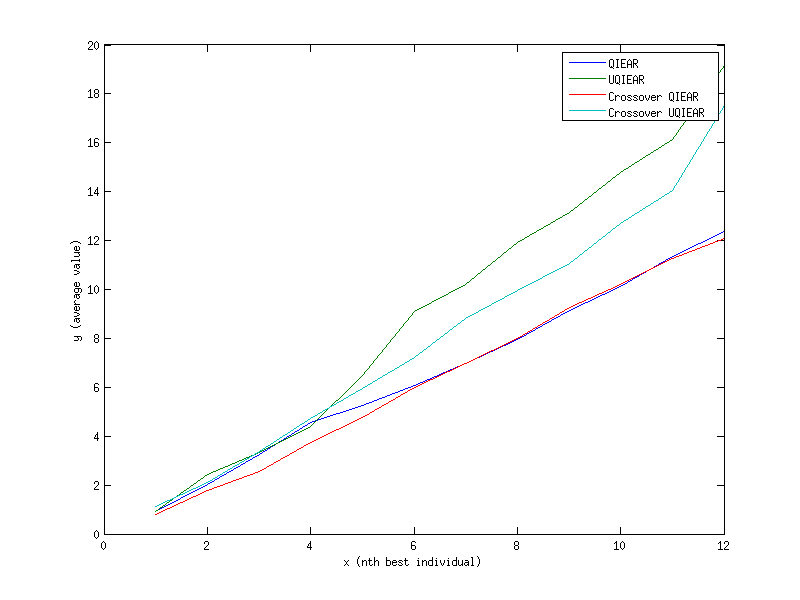 20
18
16
14
12
10
8
6
4
2
0
y (average value)
QIEAR
UQIEAR
Crossover QIEAR
Crossover UQIEAR
0 2 4 6 8 10 12
x (nth best individual)